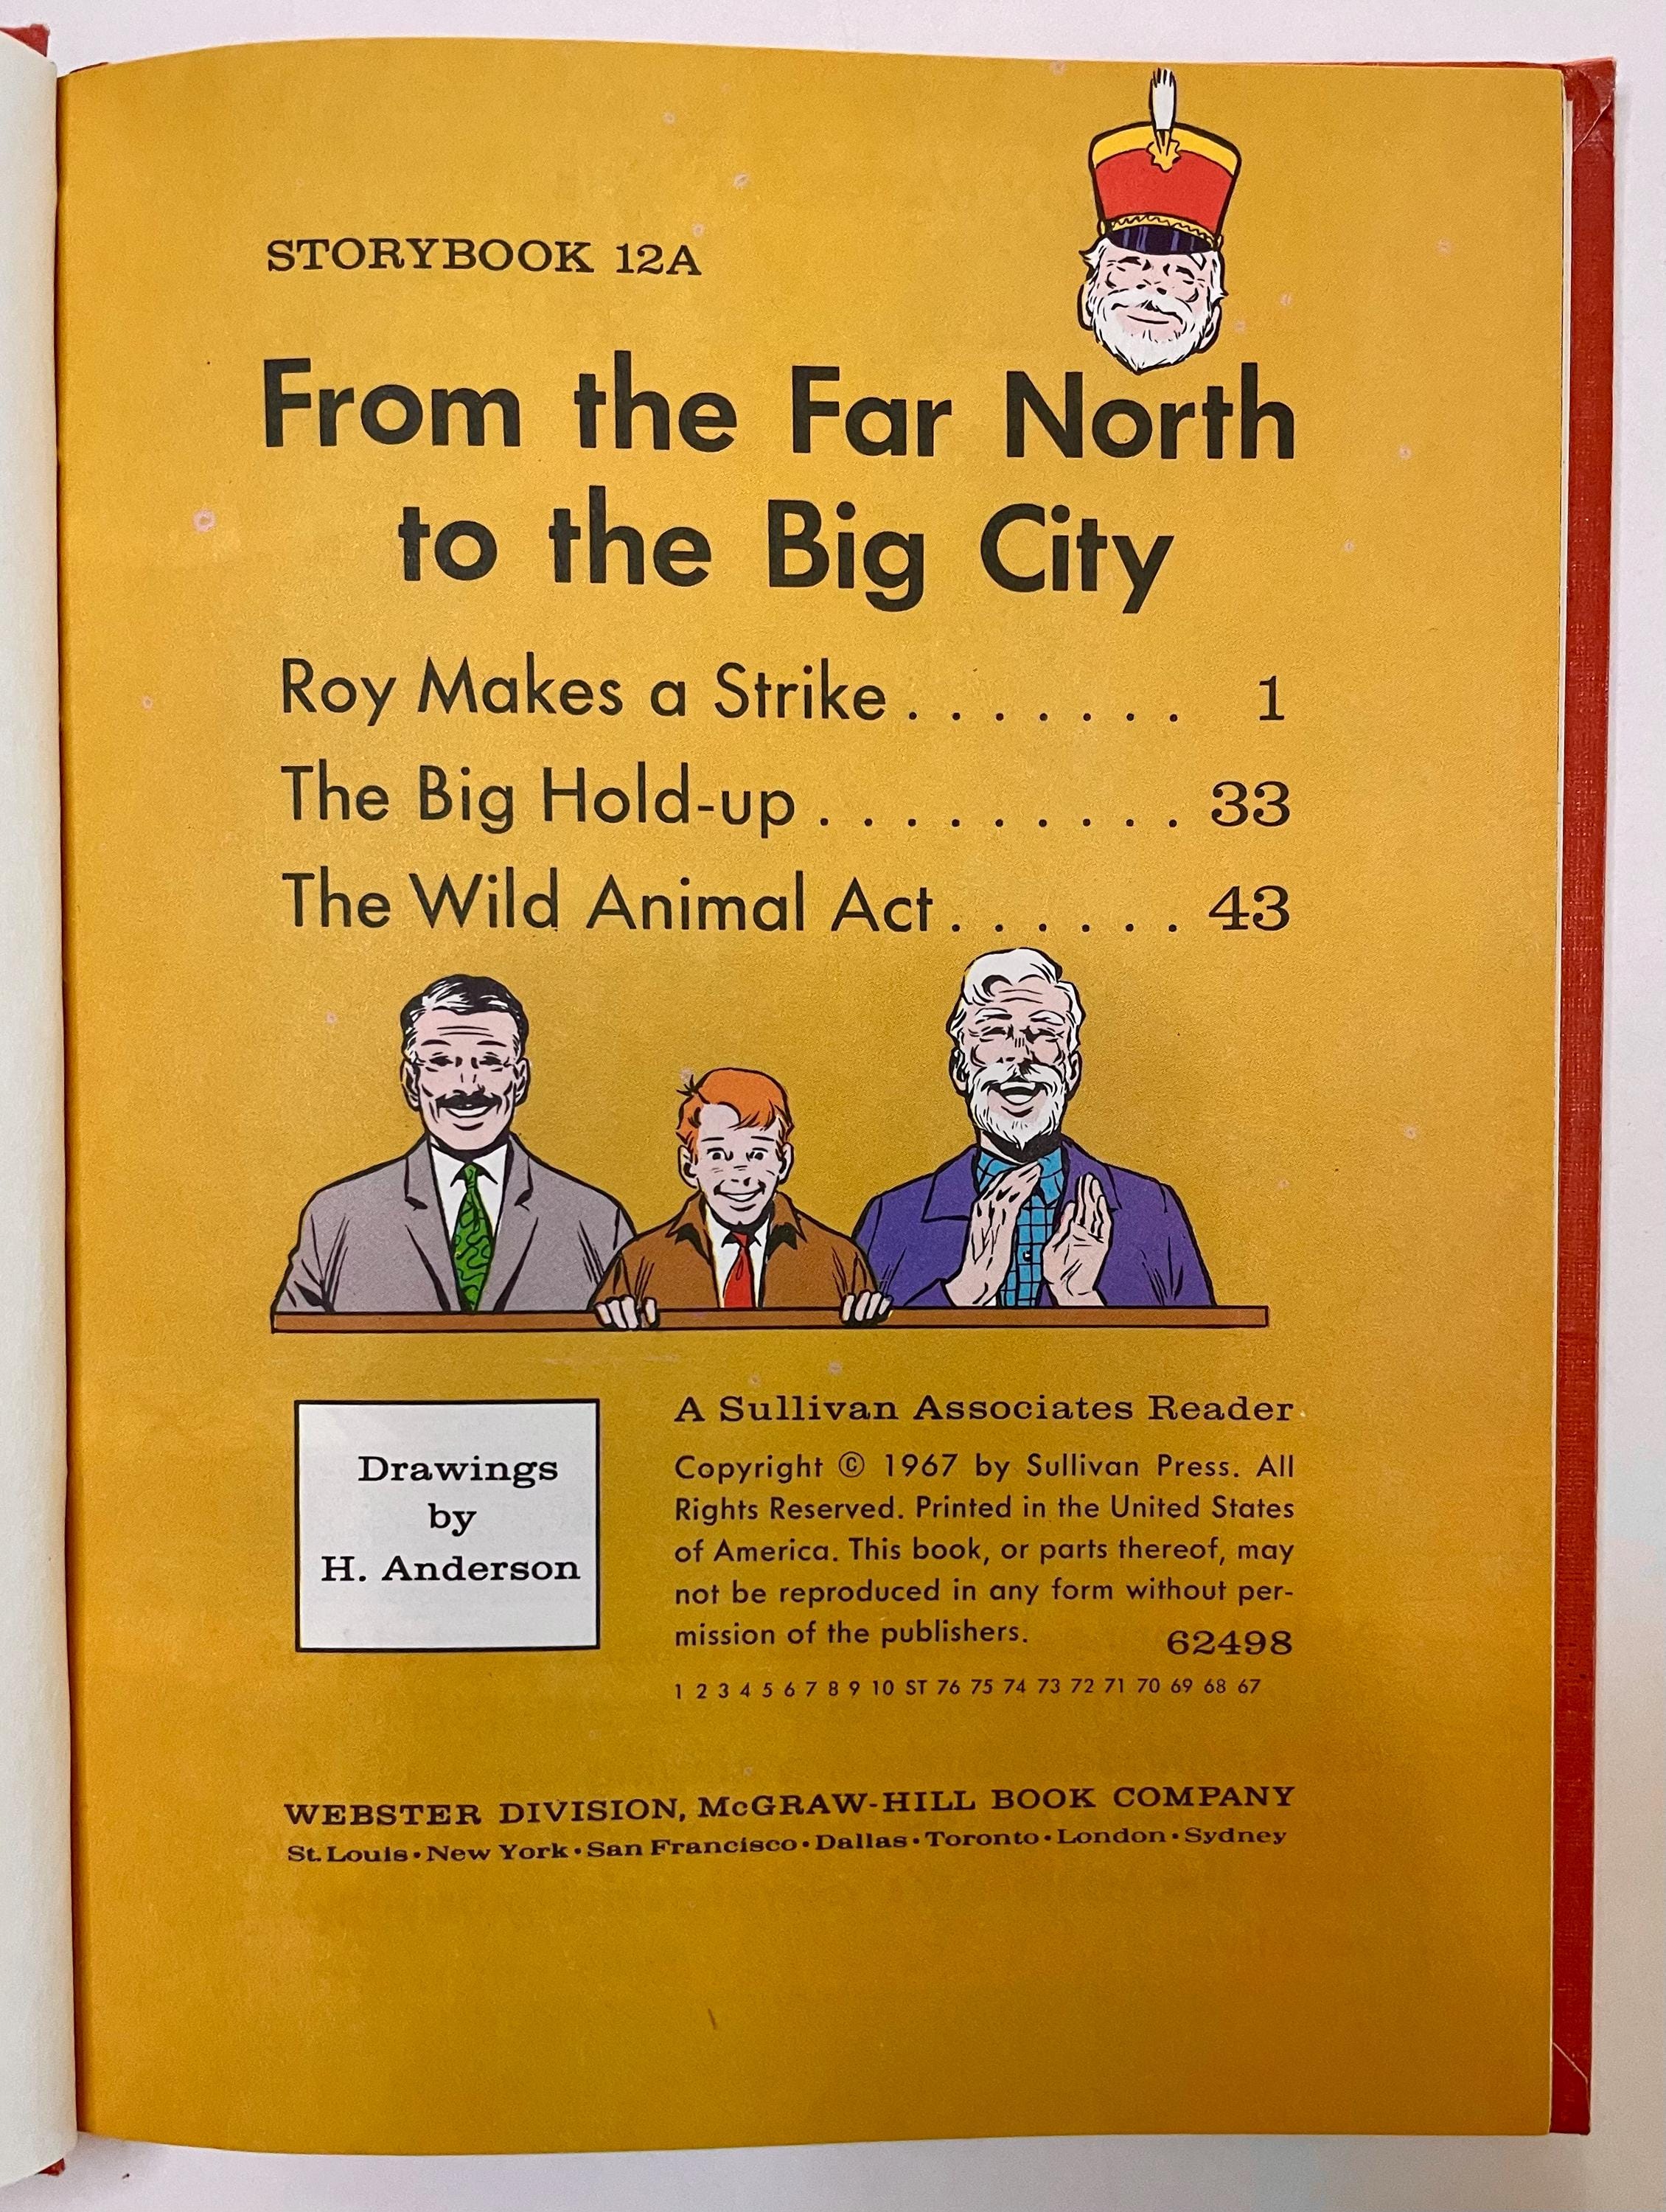 STORYBOOK 12A
From the Far North
to the Big City
Roy Makes a Strike . . . . . . . 1
The Big Hold-up . . . . . . . . . 33
The Wild Animal Act . . . . . . 43
Drawings
by
H. Anderson
A Sullivan Associates Reader
Copyright © 1967 by Sullivan Press. All
Rights Reserved. Printed in the United States
of America. This book, or parts thereof, may
not be reproduced in any form without per-
mission of the publishers. 62498
1 2 3 4 5 6 7 8 9 10 ST 76 75 74 73 72 71 70 69 68 67
WEBSTER DIVISION, McGRAW-HILL BOOK COMPANY
St. Louis • New York • San Francisco • Dallas • Toronto • London • Sydney